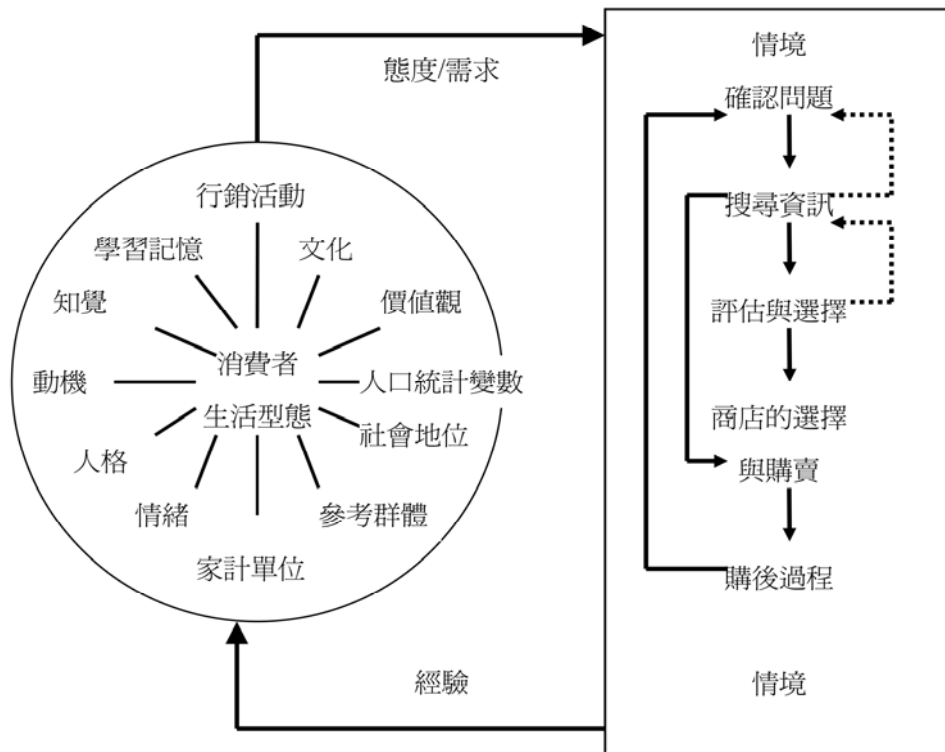 態度/需求
行銷活動
學習記憶
文化
知覺
價值觀
消費者
動機
人口統計變數
生活型態
社會地位
人格
情緒
參考群體
家計單位
經驗
情境
確認問題
搜尋資訊
評估與選擇
商店的選擇
與購賣
購後過程
情境